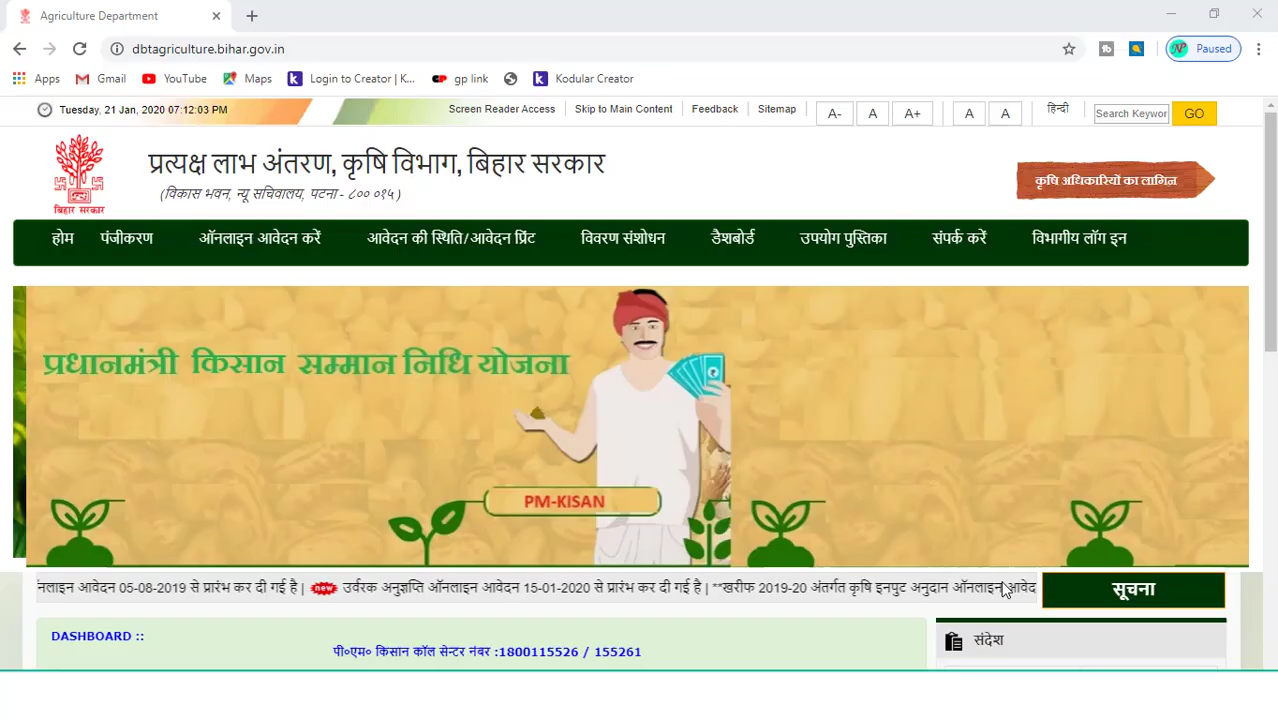 Agriculture Department
dbtagriculture.bihar.gov.in
Paused
Apps Gmail YouTube Maps Login to Creator | K... gp link Kodular Creator
Tuesday, 21 Jan, 2020 07:12:03 PM Screen Reader Access Skip to Main Content Feedback Sitemap A- A A+ A A हिन्दी Search Keywor GO
प्रत्यक्ष लाभ अंतरण, कृषि विभाग, बिहार सरकार
(विकास भवन, न्यू सचिवालय, पटना - ८०० ०१५ )
कृषि अधिकारियों का लागिन
बिहार सरकार
होम पंजीकरण ऑनलाइन आवेदन करें आवेदन की स्थिति/आवेदन प्रिंट विवरण संशोधन डैशबोर्ड उपयोग पुस्तिका संपर्क करें विभागीय लॉग इन
प्रधानमंत्री किसान सम्मान निधि योजना
PM-KISAN
नलाइन आवेदन 05-08-2019 से प्रारंभ कर दी गई है | new उर्वरक अनुज्ञप्ति ऑनलाइन आवेदन 15-01-2020 से प्रारंभ कर दी गई है | **खरीफ 2019-20 अंतर्गत कृषि इनपुट अनुदान ऑनलाइन आवेद
सूचना
DASHBOARD ::
संदेश
पी०एम० किसान कॉल सेन्टर नंबर :1800115526 / 155261